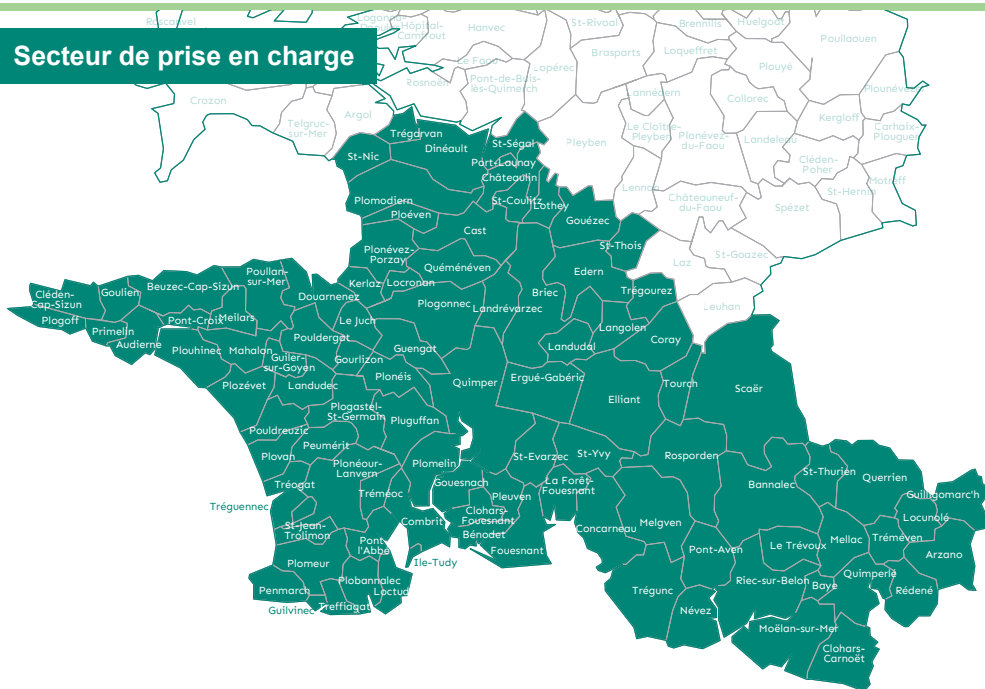 Roscanvel
Logonna-
Daoulas
Hôpital-
Camfrout
Hanvec
St-Rivoal
Brennilis
Huelgoat
Poullaouen
Secteur de prise en charge
Le Faou
Lopérec
Brasparts
Loqueffret
Plouyé
Rosnoën
Pont-de-Buis-
lès-Quimerch
Lannédern
Collorec
Plounévézel
Crozon
Telgruc-
sur-Mer
Argol
Kergloff
Carhaix-
Plouguer
Pleyben
Le Cloître-
Pleyben
Plonévez-
du-Faou
Landeleau
Cléden-
Poher
Motreff
St-Hernin
Lennon
Châteauneuf-
du-Faou
Spézet
Laz
St-Goazec
Leuhan
Trégarvan
Dinéault
St-Ségal
St-Nic
Port-Launay
Châteaulin
Plomodiern
St-Coulitz
Lothey
Ploéven
Gouézec
Cast
St-Thois
Plonévez-
Porzay
Quéménéven
Edern
Kerlaz
Locronan
Trégourez
Briec
Plogonnec
Landrévarzec
Poullan-
sur-Mer
Beuzec-Cap-Sizun
Goulien
Cléden-
Cap-Sizun
Douarnenez
Plogoff
Primelin
Audierne
Pont-Croix
Meilars
Le Juch
Pouldergat
Langolen
Coray
Landudal
Plouhinec
Mahalon
Guiler-
sur-Goyen
Gourlizon
Guengat
Plozévet
Landudec
Plonéis
Quimper
Ergué-Gabéric
Tourch
Scaër
Elliant
Plogastel-
St-Germain
Pluguffan
Pouldreuzic
Peumérit
Plovan
Plonéour-
Lanvern
Plomelin
St-Evarzec
St-Yvy
Rosporden
Tréogat
Tréméoc
Gouesnach
Pleuven
La Forêt-
Fouesnant
Bannalec
St-Thurien
Querrien
Guilligomarc'h
Tréguennec
St-Jean-
Trolimon
Combrit
Clohars-
Fouesnant
Bénodet
Fouesnant
Concarneau
Melgven
Locunolé
Pont
l'Abbé
Ile-Tudy
Pont-Aven
Le Trévoux
Mellac
Tréméven
Arzano
Plomeur
Plobannalec
Loctudy
Riec-sur-Belon
Baye
Quimperlé
Rédené
Penmarch
Guilvinec
Treffiagat
Trégunc
Névez
Moëlan-sur-Mer
Clohars-
Carnoët